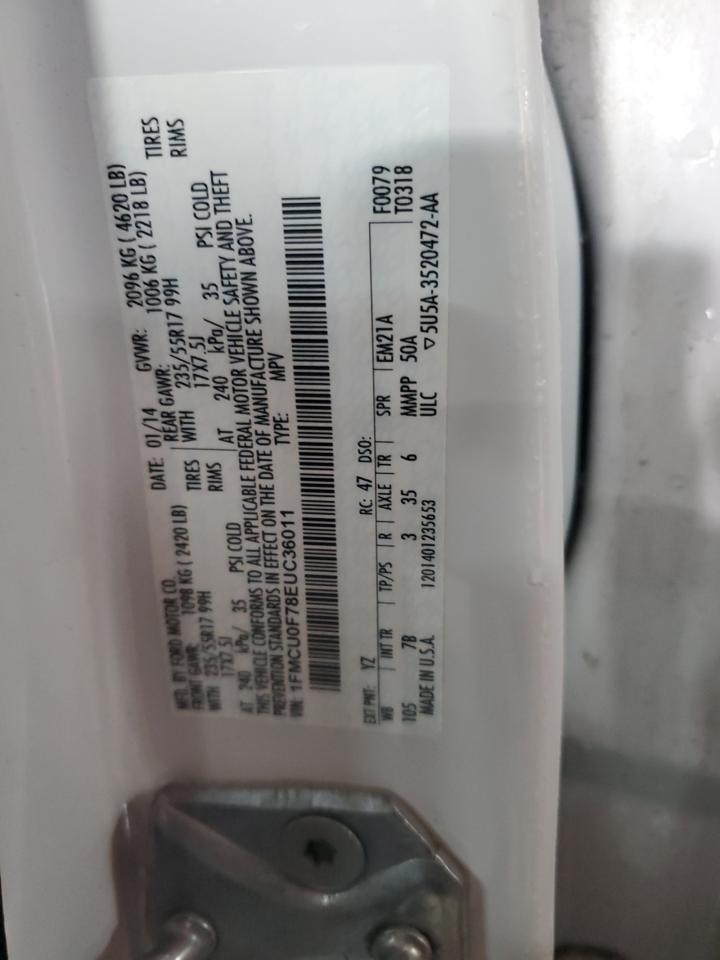 MFD. BY FORD MOTOR CO. DATE: 01/14 GVWR: 2096 KG ( 4620 LB)
FRONT GAWR: 1098 KG ( 2420 LB) REAR GAWR: 1006 KG ( 2218 LB)
WITH 235/55R17 99H TIRES WITH 235/55R17 99H TIRES
17X7.5J RIMS 17X7.5J RIMS
AT 240 kPa/ 35 PSI COLD AT 240 kPa/ 35 PSI COLD
THIS VEHICLE CONFORMS TO ALL APPLICABLE FEDERAL MOTOR VEHICLE SAFETY AND THEFT
PREVENTION STANDARDS IN EFFECT ON THE DATE OF MANUFACTURE SHOWN ABOVE.
VIN: 1FMCU0F78EUC36011 TYPE: MPV
EXT PNT: YZ RC: 47 DSO: F0079
WB INT TR TP/PS R AXLE TR SPR EM21A T0318
105 7B 3 35 6 MMPP 50A
MADE IN U.S.A. 1201401235653 ULC ▽5U5A-3520472-AA